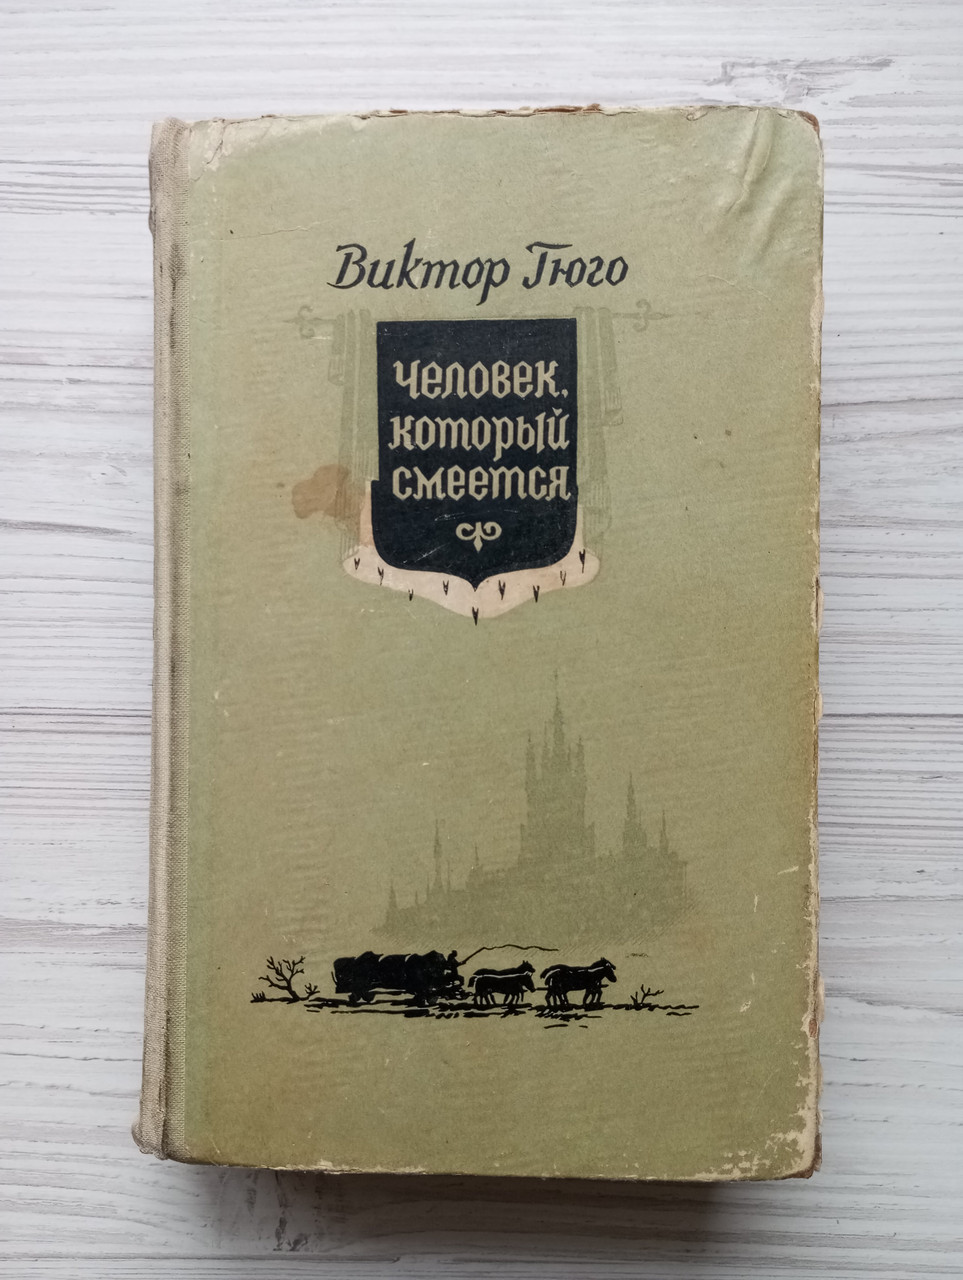 Виктор Гюго
человек,
который
смеется